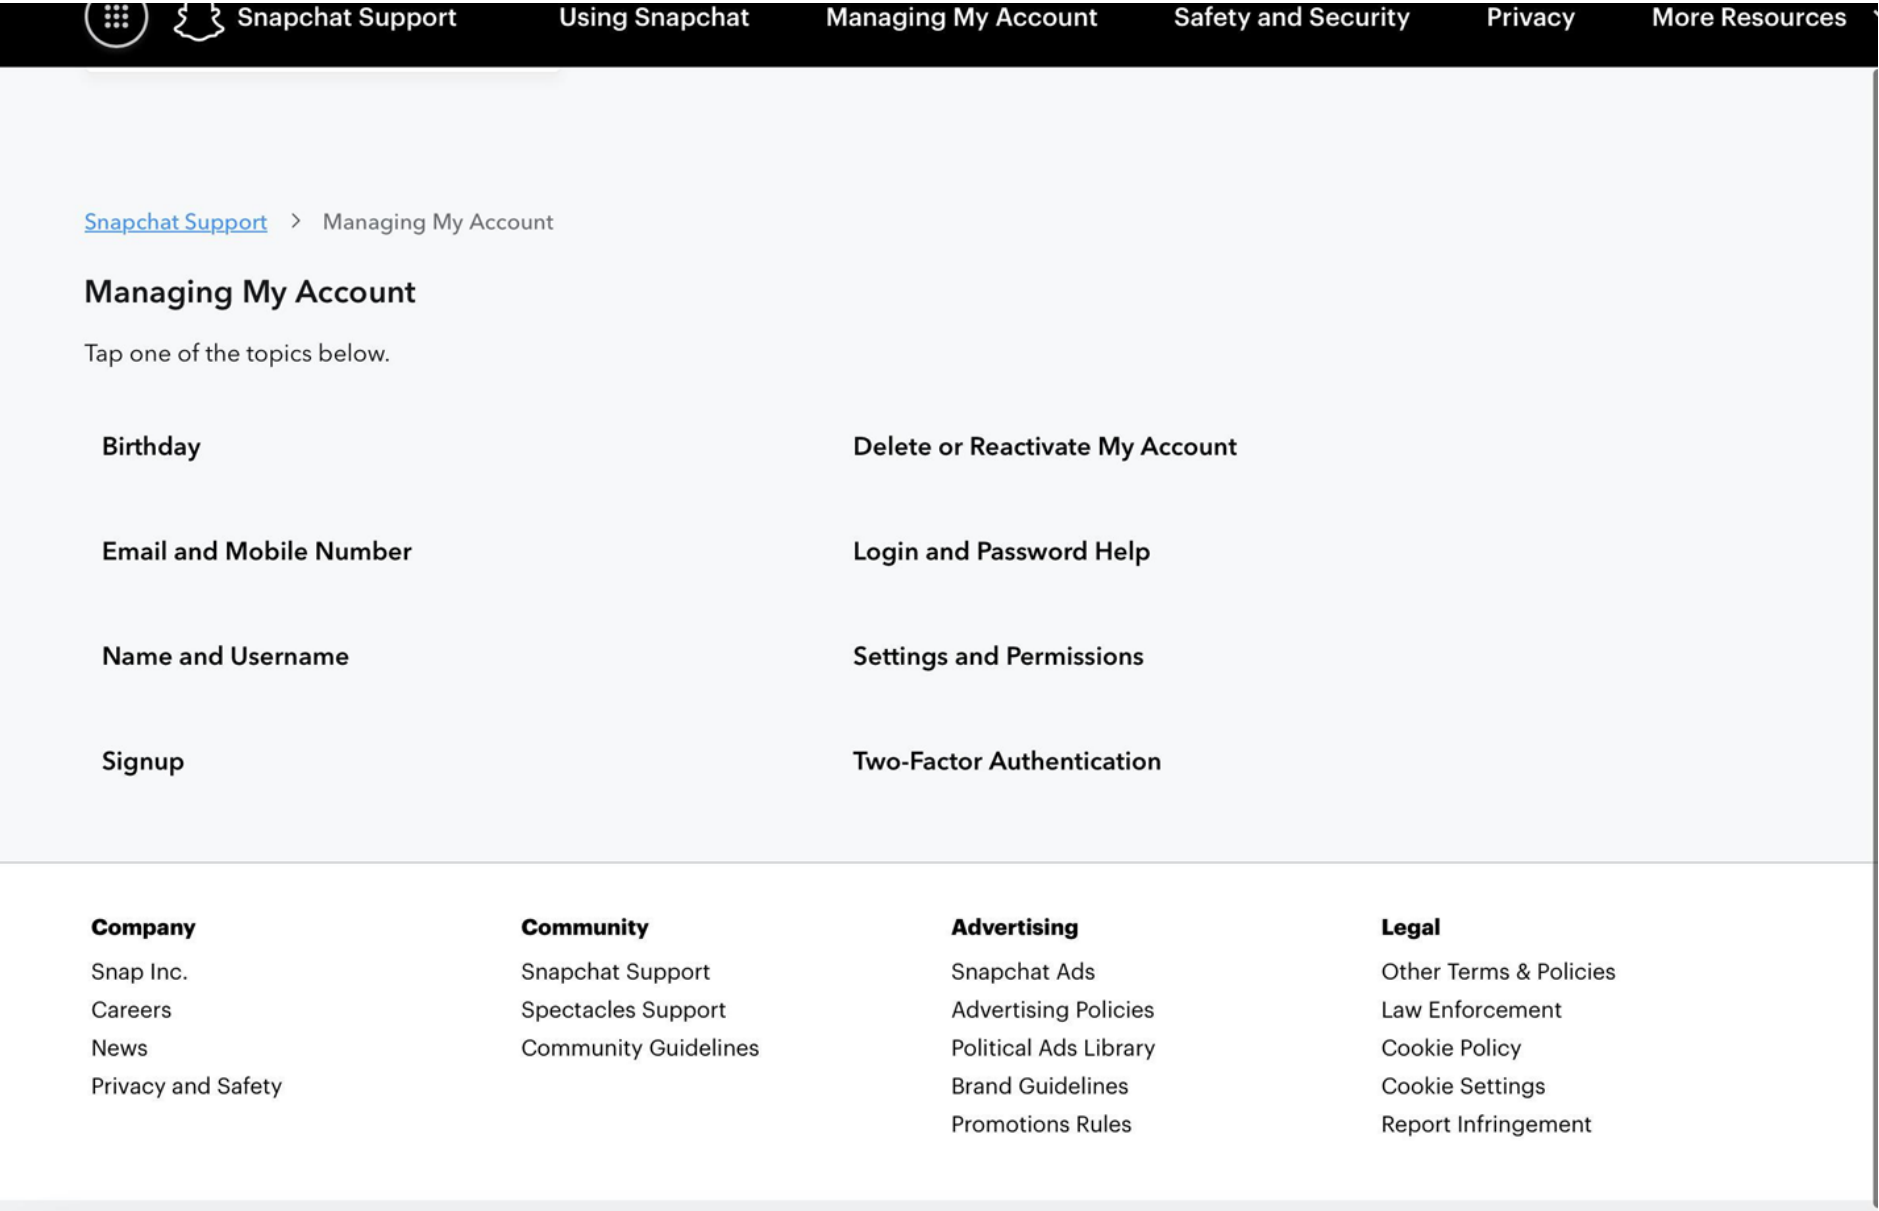 Snapchat Support Using Snapchat Managing My Account Safety and Security Privacy More Resources
Snapchat Support > Managing My Account
Managing My Account
Tap one of the topics below.
Birthday Delete or Reactivate My Account
Email and Mobile Number Login and Password Help
Name and Username Settings and Permissions
Signup Two-Factor Authentication
Company
Snap Inc.
Careers
News
Privacy and Safety
Community
Snapchat Support
Spectacles Support
Community Guidelines
Advertising
Snapchat Ads
Advertising Policies
Political Ads Library
Brand Guidelines
Promotions Rules
Legal
Other Terms & Policies
Law Enforcement
Cookie Policy
Cookie Settings
Report Infringement